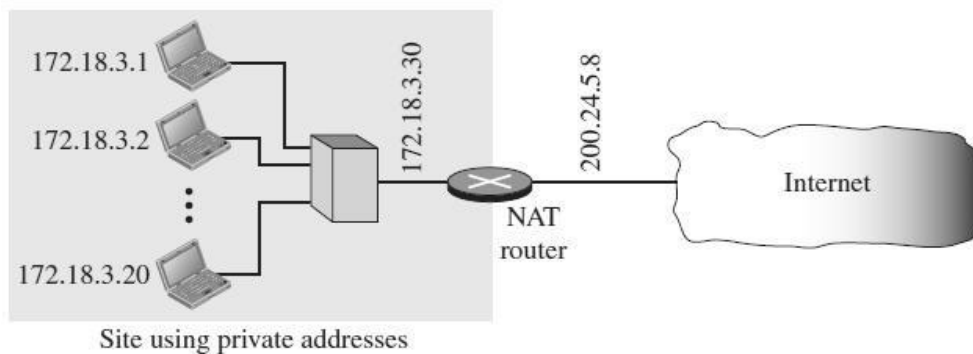 172.18.3.1
172.18.3.2
172.18.3.20
172.18.3.30
200.24.5.8
NAT
router
Internet
Site using private addresses